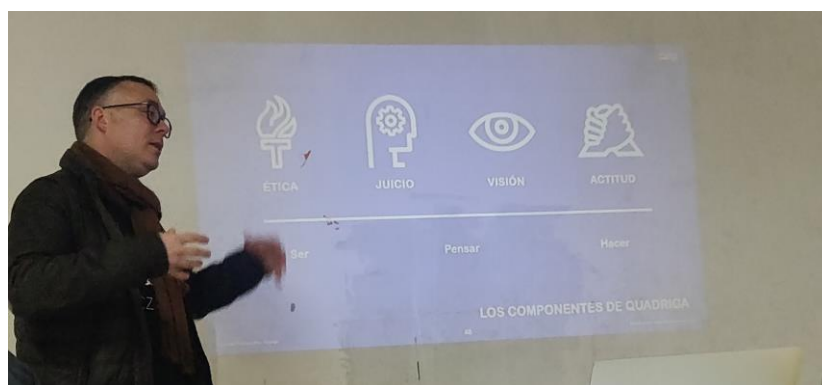 ÉTICA
JUICIO
VISIÓN
ACTITUD
Ser
Pensar
Hacer
LOS COMPONENTES DE QUADRIGA